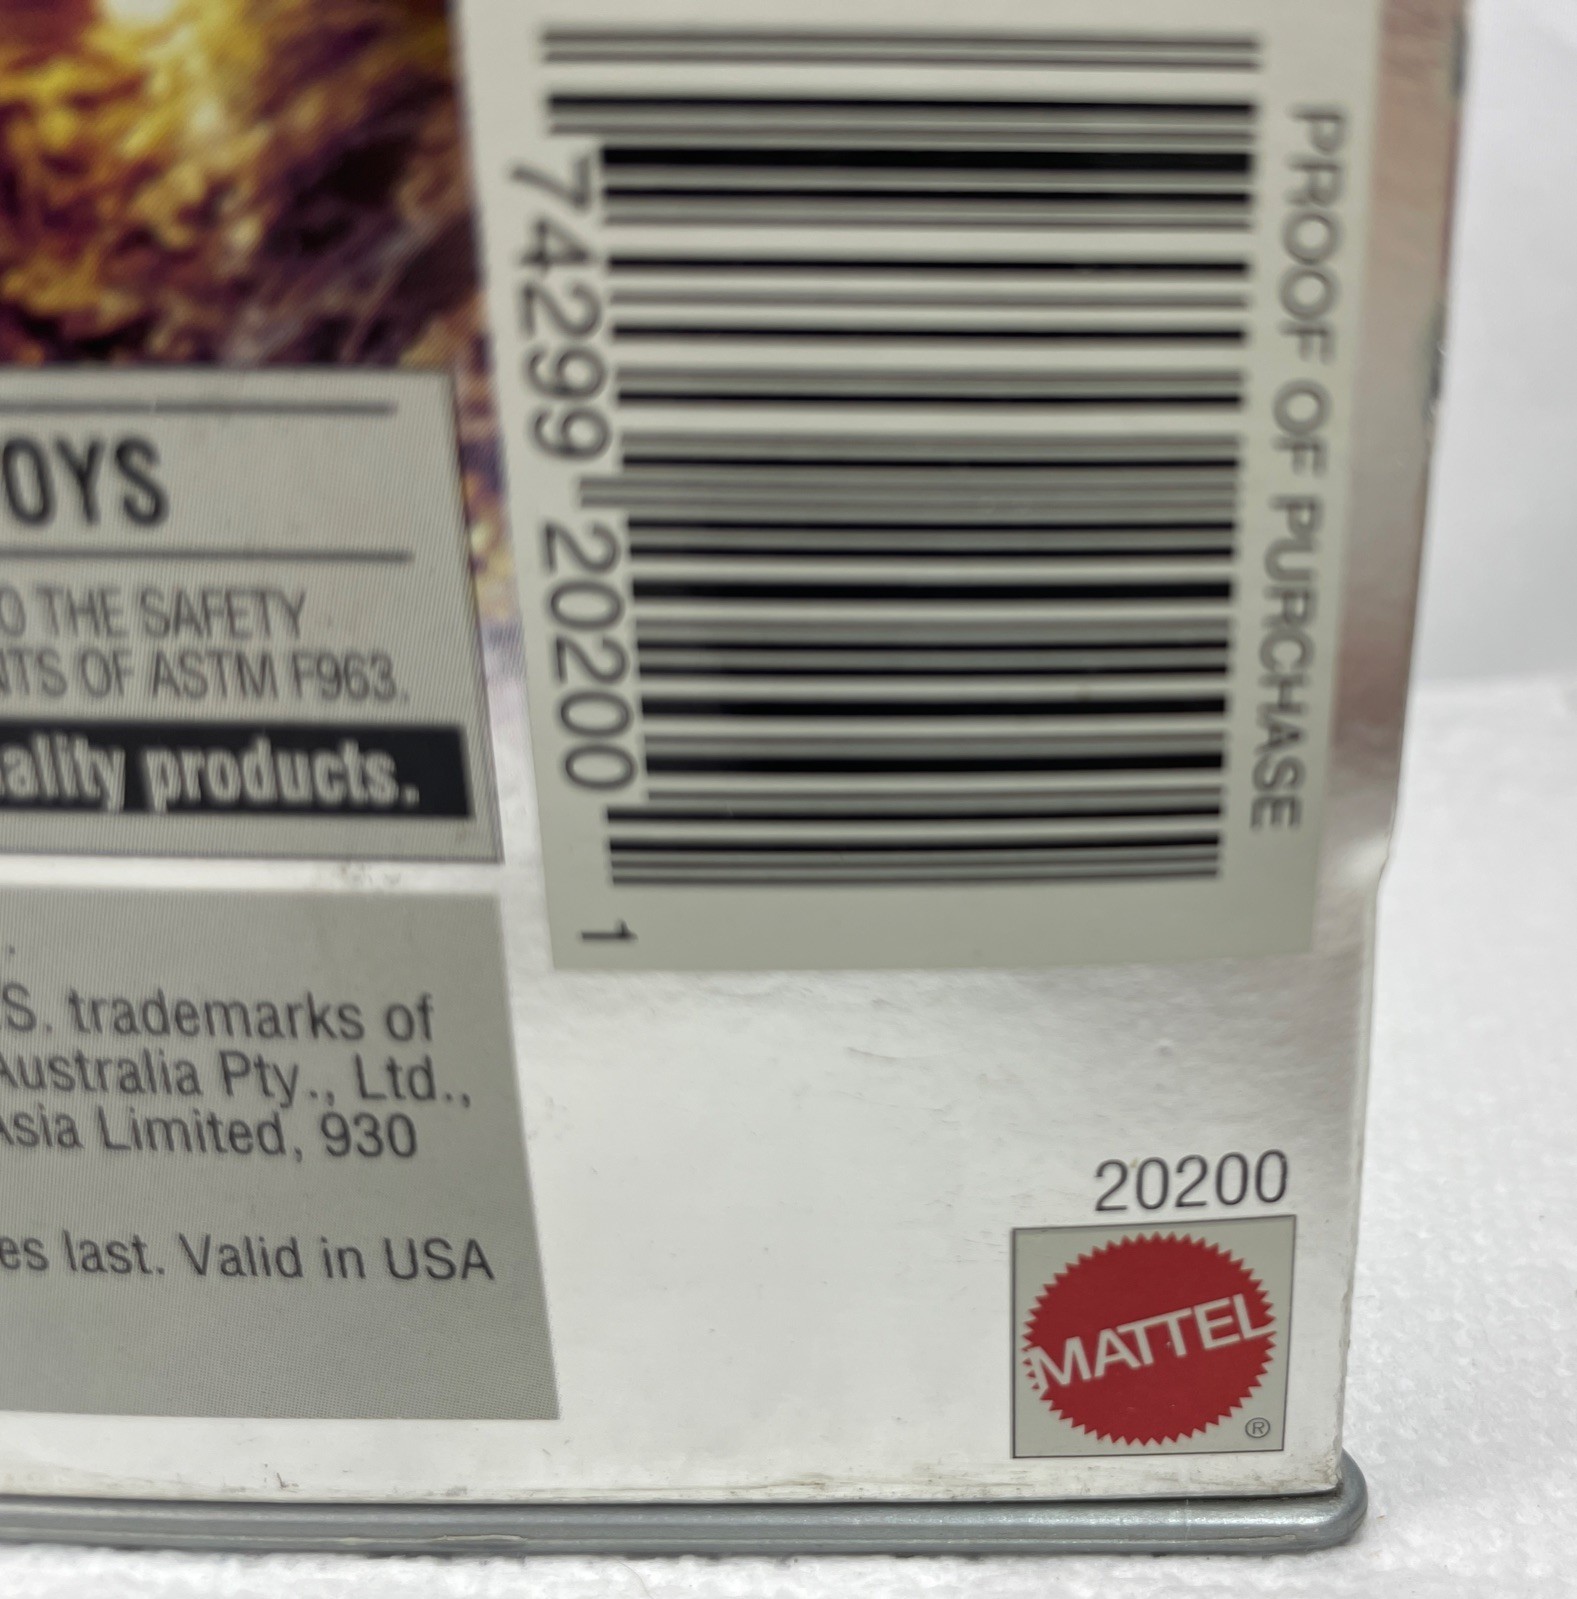 PROOF OF PURCHASE
74299 20200 1
OYS
O THE SAFETY
NTS OF ASTM F963.
ality products.
S. trademarks of
Australia Pty., Ltd.,
Asia Limited, 930
es last. Valid in USA
20200
MATTEL
®